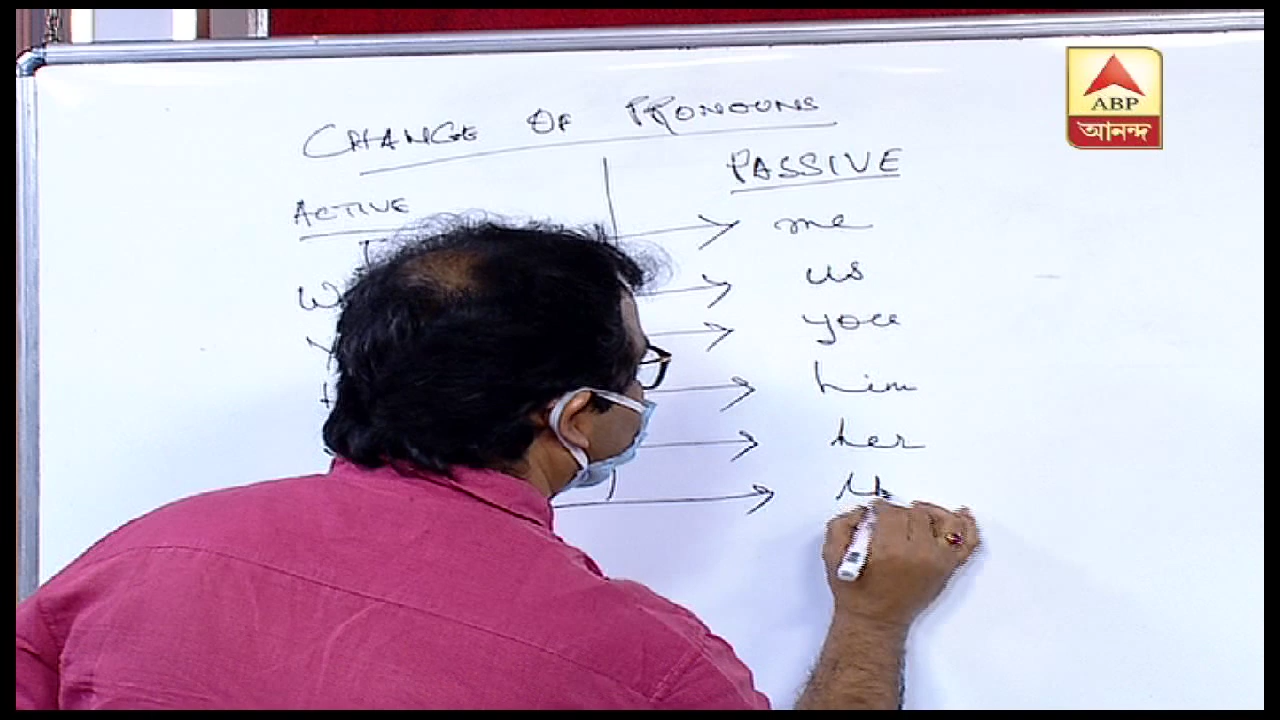 CHANGE OF PRONOUNS
ACTIVE
PASSIVE
I → me
→ us
→ you
→ him
→ her
→
ABP
আনন্দ